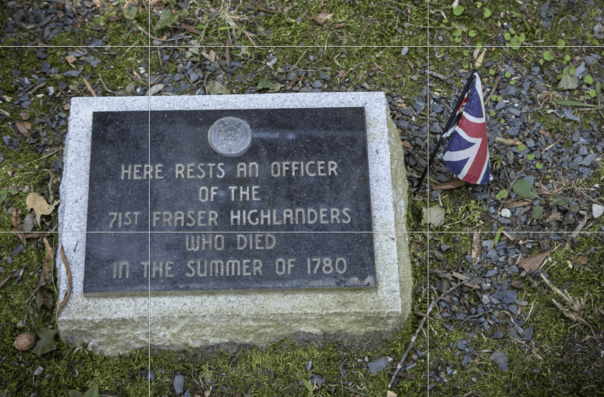 HERE RESTS AN OFFICER
OF THE
71ST FRASER HIGHLANDERS
WHO DIED
IN THE SUMMER OF 1780